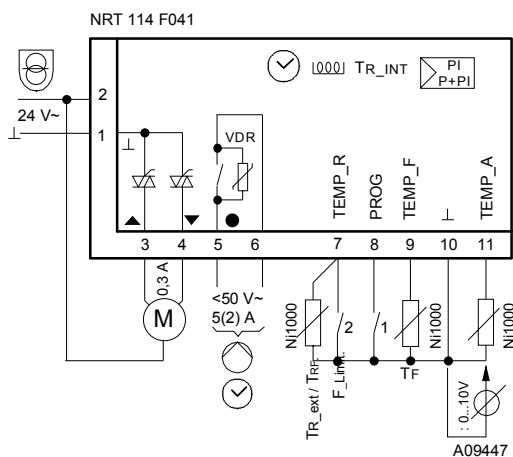 NRT 114 F041
TR_INT
PI
P+PI
2
24 V~
1
⊥
⊥
VDR
TEMP_R
PROG
TEMP_F
⊥
TEMP_A
3
4
5
6
7
8
9
10
11
0,3 A
M
<50 V~
5(2) A
Ni1000
2
1
Ni1000
Ni1000
TR_ext / TRF.
F_Limit.
TF
: 0...10V
A09447